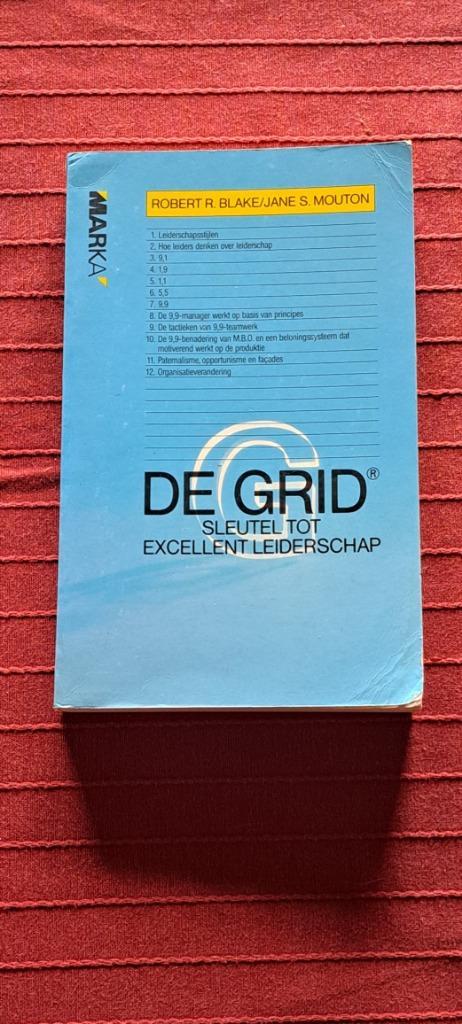 MARKA
ROBERT R. BLAKE/JANE S. MOUTON
1. Leiderschapsstijlen
2. Hoe leiders denken over leiderschap
3. 9,1
4. 1,9
5. 1,1
6. 5,5
7. 9,9
8. De 9,9-manager werkt op basis van principes
9. De tactieken van 9,9-teamwerk
10. De 9,9-benadering van M.B.O. en een beloningssysteem dat
motiverend werkt op de produktie
11. Paternalisme, opportunisme en façades
12. Organisatieverandering
G
DE GRID®
SLEUTEL TOT
EXCELLENT LEIDERSCHAP